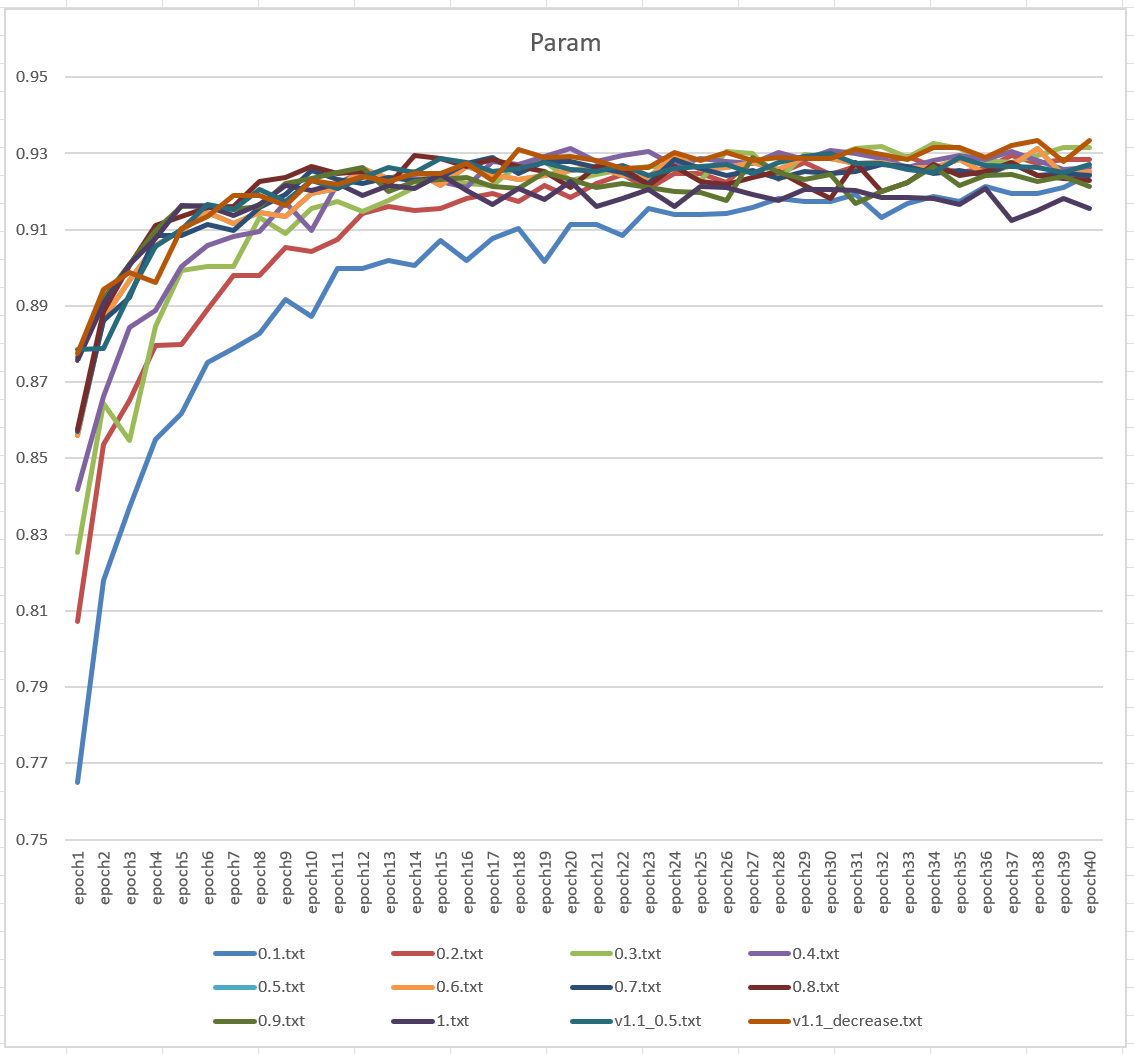 Param
0.95
0.93
0.91
0.89
0.87
0.85
0.83
0.81
0.79
0.77
0.75
epoch1
epoch2
epoch3
epoch4
epoch5
epoch6
epoch7
epoch8
epoch9
epoch10
epoch11
epoch12
epoch13
epoch14
epoch15
epoch16
epoch17
epoch18
epoch19
epoch20
epoch21
epoch22
epoch23
epoch24
epoch25
epoch26
epoch27
epoch28
epoch29
epoch30
epoch31
epoch32
epoch33
epoch34
epoch35
epoch36
epoch37
epoch38
epoch39
epoch40
0.1.txt 0.2.txt 0.3.txt 0.4.txt
0.5.txt 0.6.txt 0.7.txt 0.8.txt
0.9.txt 1.txt v1.1_0.5.txt v1.1_decrease.txt